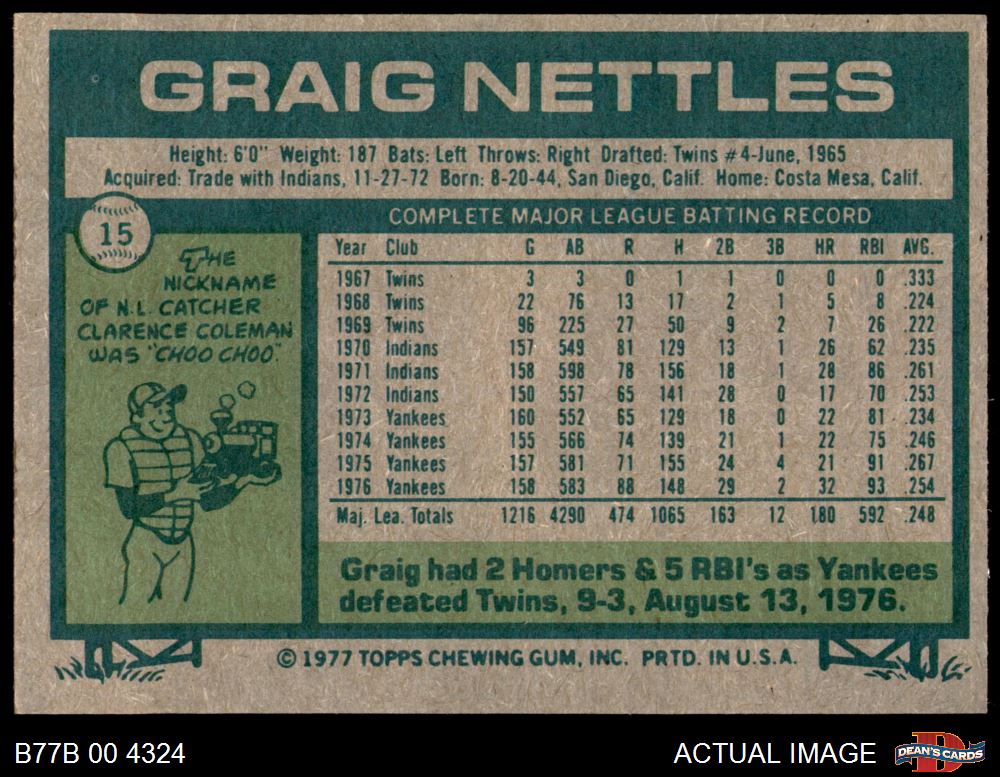 GRAIG NETTLES
Height: 6'0" Weight: 187 Bats: Left Throws: Right Drafted: Twins #4-June, 1965
Acquired: Trade with Indians, 11-27-72 Born: 8-20-44, San Diego, Calif. Home: Costa Mesa, Calif.
15
THE
NICKNAME
OF N.L. CATCHER
CLARENCE COLEMAN
WAS "CHOO CHOO".
COMPLETE MAJOR LEAGUE BATTING RECORD
Year Club G AB R H 2B 3B HR RBI AVG.
1967 Twins 3 3 0 1 1 0 0 0 .333
1968 Twins 22 76 13 17 2 1 5 8 .224
1969 Twins 96 225 27 50 9 2 7 26 .222
1970 Indians 157 549 81 129 13 1 26 62 .235
1971 Indians 158 598 78 156 18 1 28 86 .261
1972 Indians 150 557 65 141 28 0 17 70 .253
1973 Yankees 160 552 65 129 18 0 22 81 .234
1974 Yankees 155 566 74 139 21 1 22 75 .246
1975 Yankees 157 581 71 155 24 4 21 91 .267
1976 Yankees 158 583 88 148 29 2 32 93 .254
Maj. Lea. Totals 1216 4290 474 1065 163 12 180 592 .248
Graig had 2 Homers & 5 RBI's as Yankees
defeated Twins, 9-3, August 13, 1976.
© 1977 TOPPS CHEWING GUM, INC. PRTD. IN U.S.A.
B77B 00 4324
ACTUAL IMAGE
DEAN'S CARDS